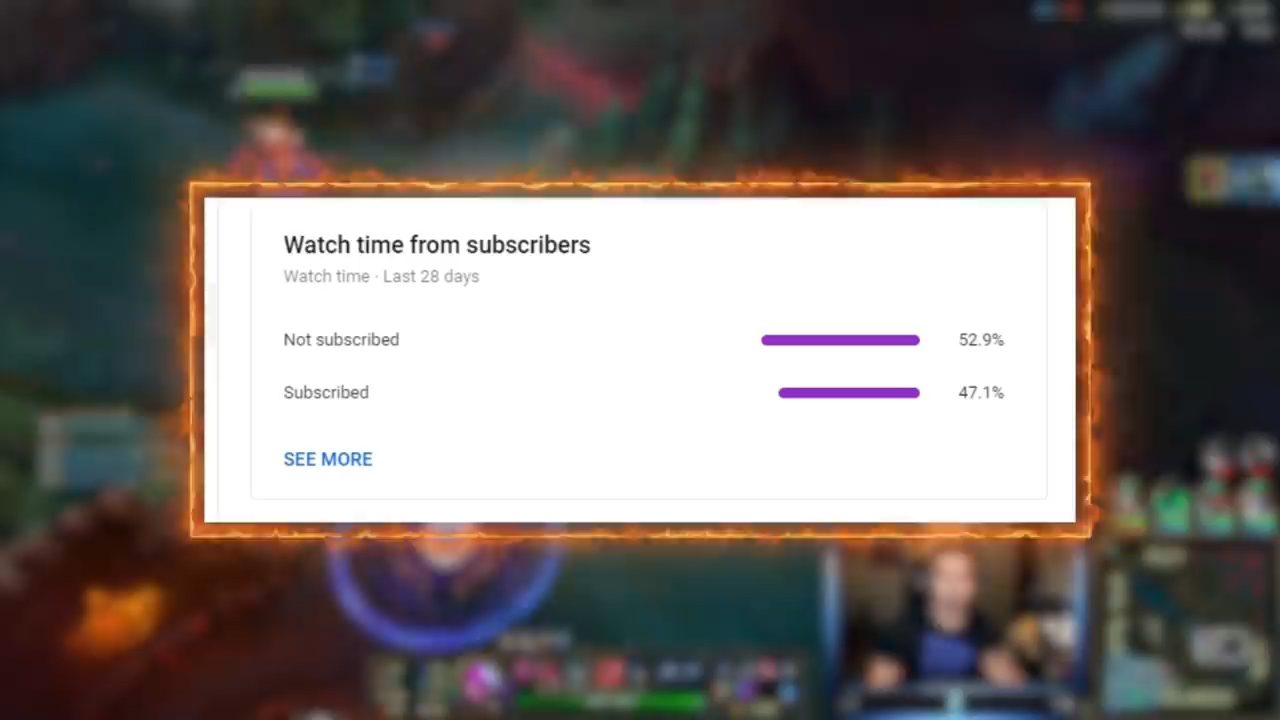 Watch time from subscribers
Watch time · Last 28 days
Not subscribed 52.9%
Subscribed 47.1%
SEE MORE